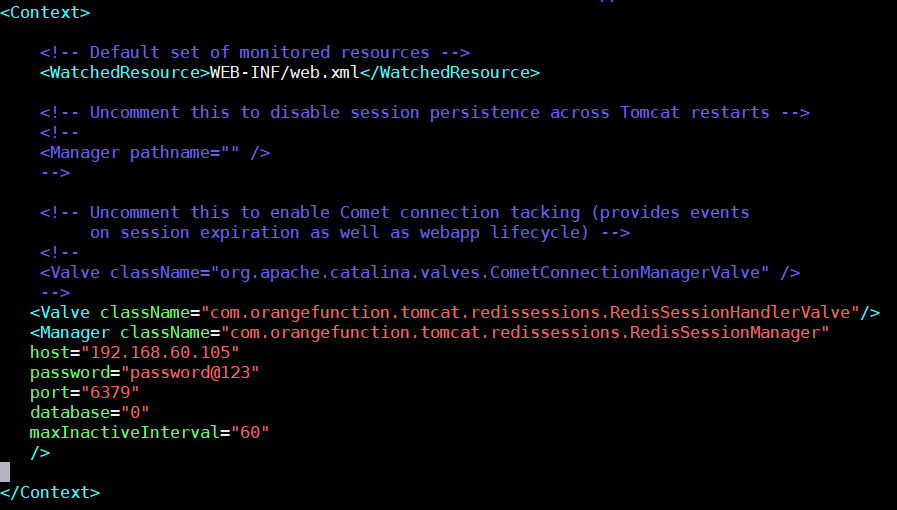 <Context>
<!-- Default set of monitored resources -->
<WatchedResource>WEB-INF/web.xml</WatchedResource>
<!-- Uncomment this to disable session persistence across Tomcat restarts -->
<!--
<Manager pathname="" />
-->
<!-- Uncomment this to enable Comet connection tacking (provides events
on session expiration as well as webapp lifecycle) -->
<!--
<Valve className="org.apache.catalina.valves.CometConnectionManagerValve" />
-->
<Valve className="com.orangefunction.tomcat.redissessions.RedisSessionHandlerValve"/>
<Manager className="com.orangefunction.tomcat.redissessions.RedisSessionManager"
host="192.168.60.105"
password="password@123"
port="6379"
database="0"
maxInactiveInterval="60"
/>
</Context>